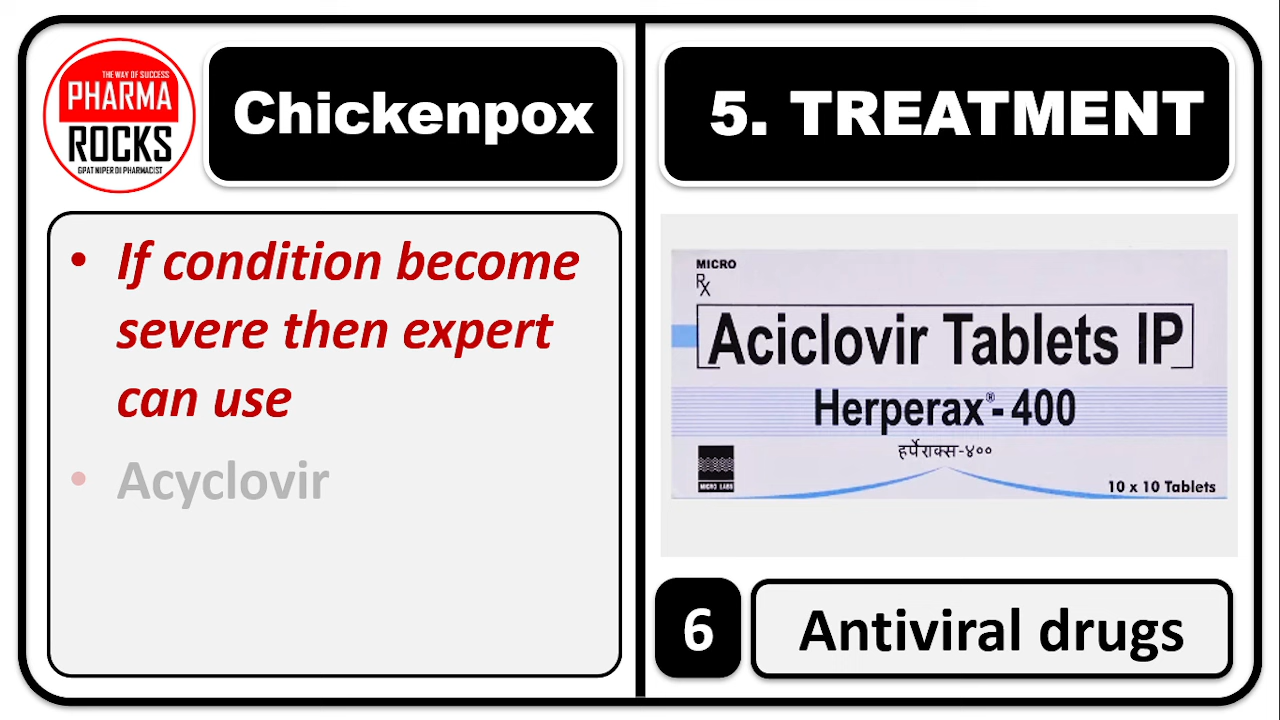 THE WAY OF SUCCESS
PHARMA
ROCKS
GPAT NIPER DI PHARMACIST
Chickenpox
5. TREATMENT
• If condition become
severe then expert
can use
• Acyclovir
MICRO
Rx
Aciclovir Tablets IP
Herperax®-400
हर्पेराक्स-४००
MICRO LABS
10 x 10 Tablets
6
Antiviral drugs